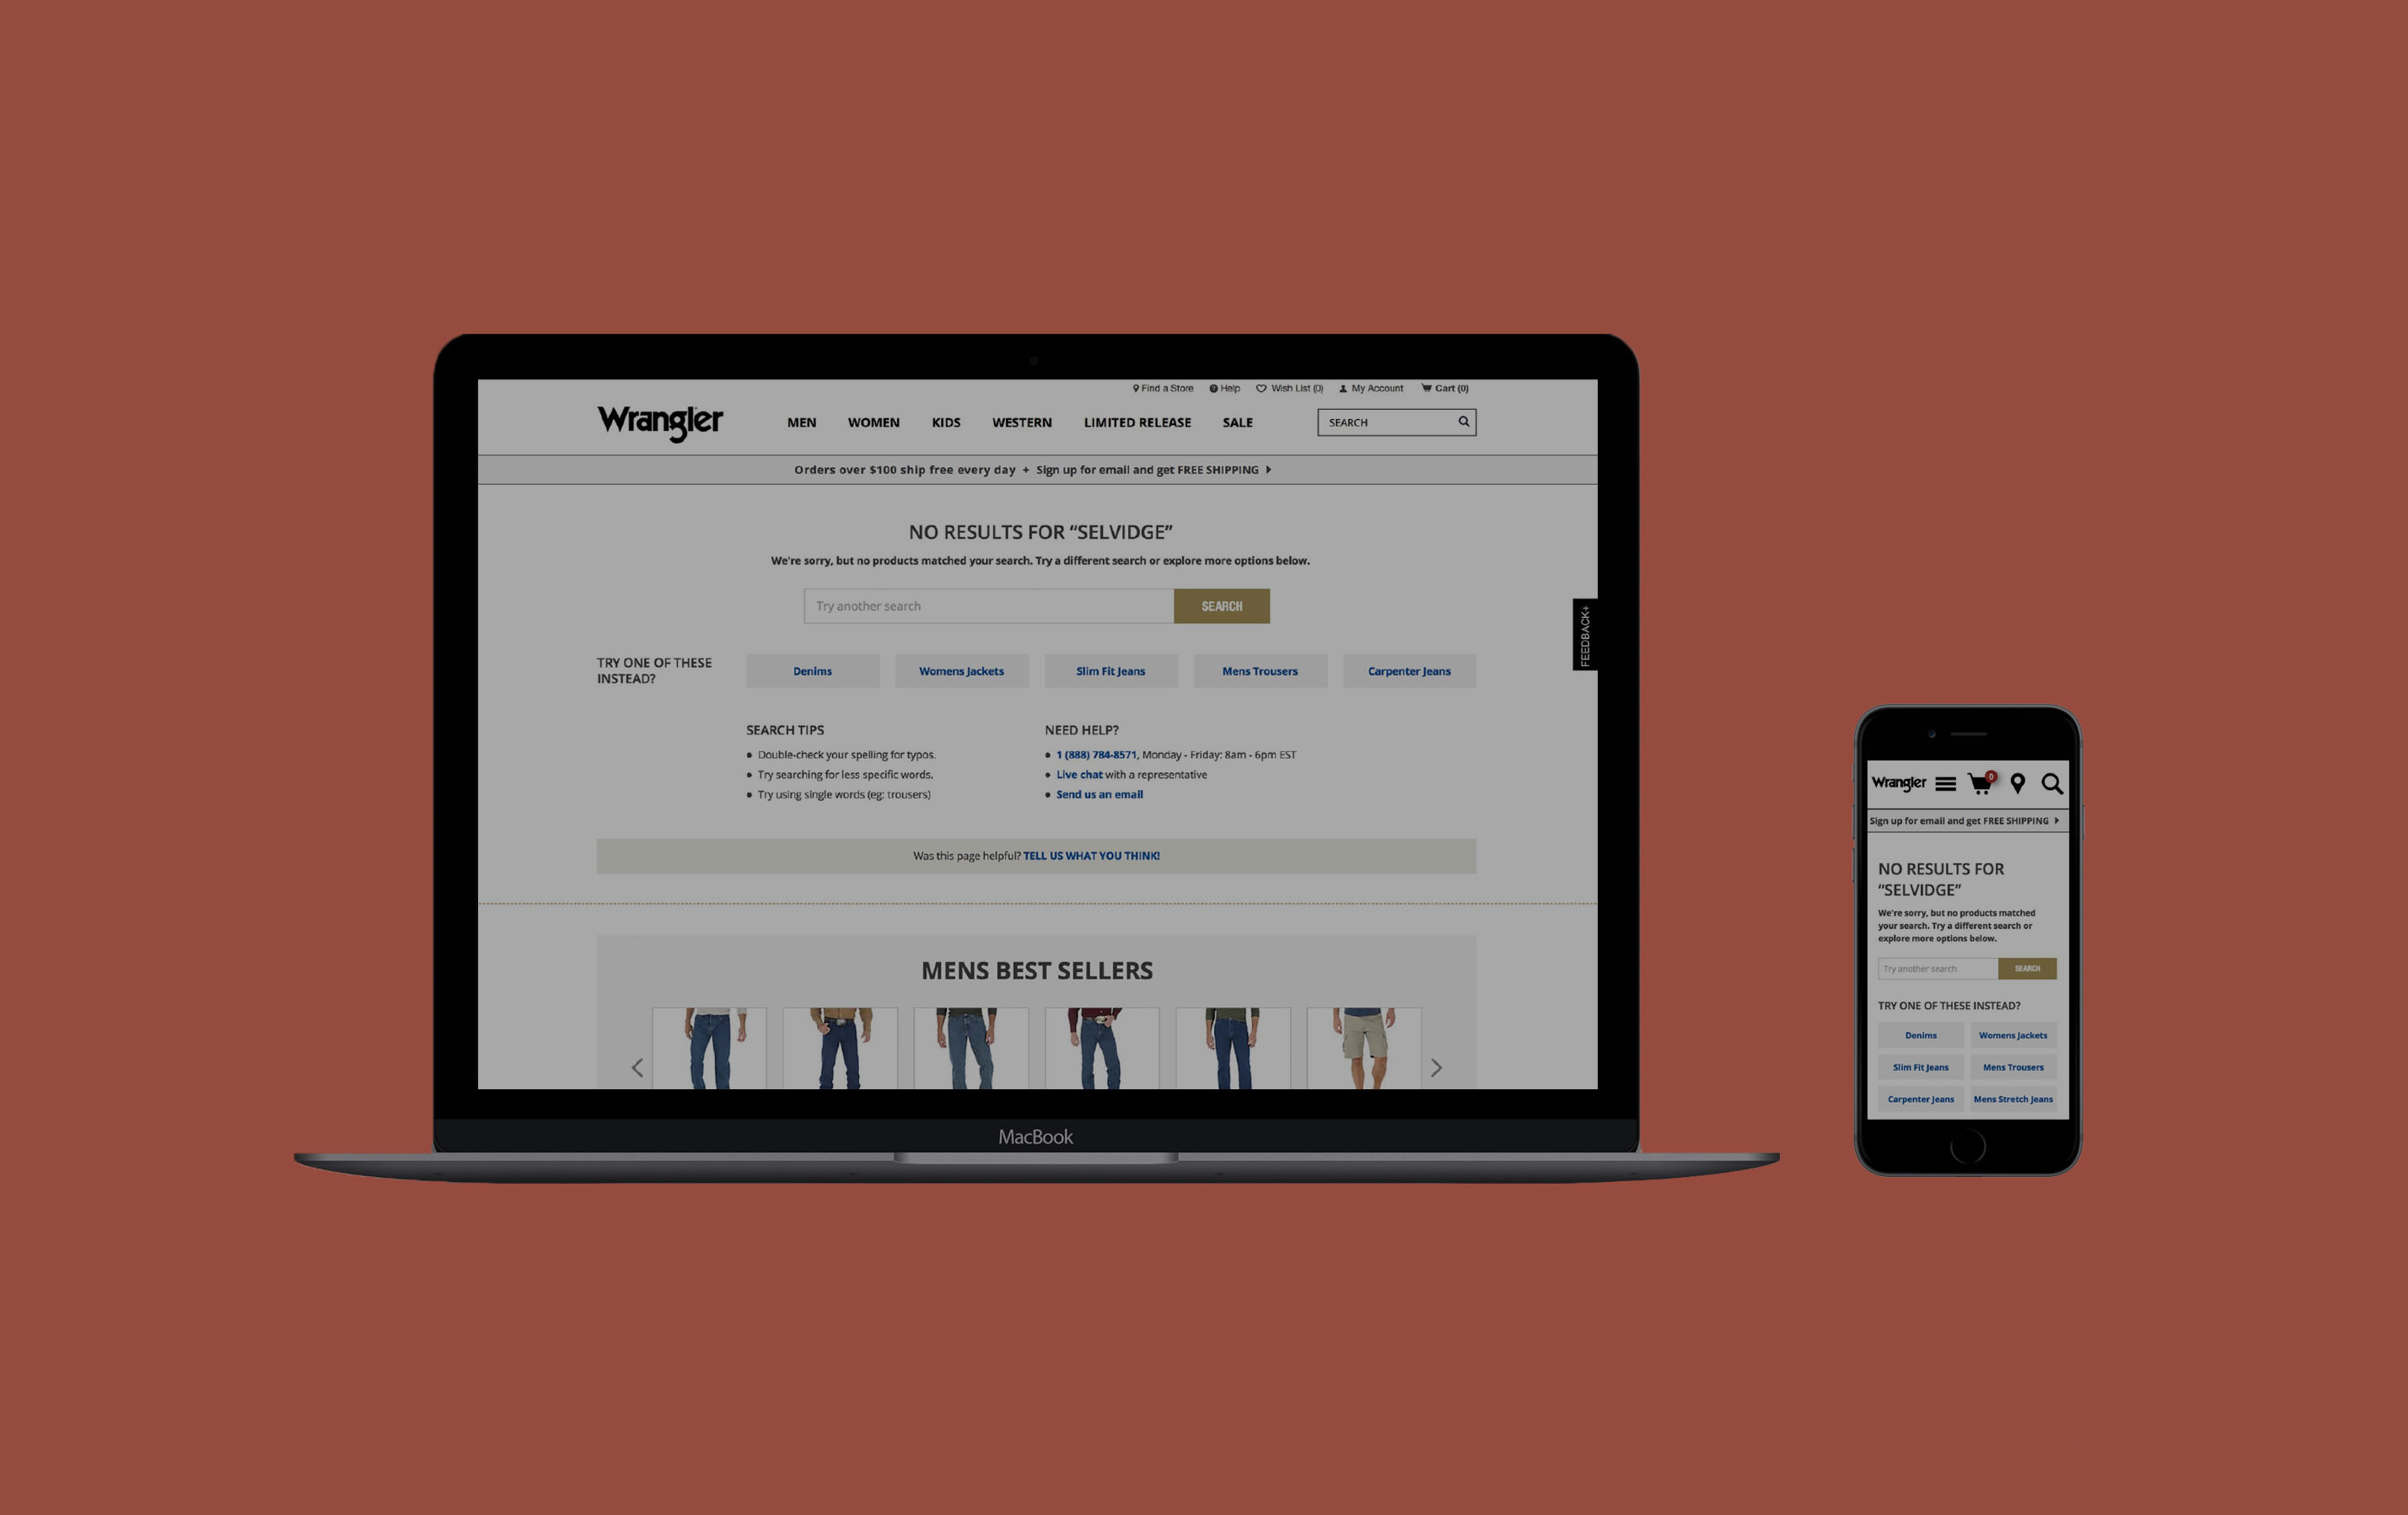 Find a Store Help Wish List (0) My Account Cart (0)
Wrangler MEN WOMEN KIDS WESTERN LIMITED RELEASE SALE SEARCH
Orders over $100 ship free every day + Sign up for email and get FREE SHIPPING
NO RESULTS FOR “SELVIDGE”
We're sorry, but no products matched your search. Try a different search or explore more options below.
Try another search SEARCH
FEEDBACK+
TRY ONE OF THESE
INSTEAD?
Denims Womens Jackets Slim Fit Jeans Mens Trousers Carpenter Jeans
SEARCH TIPS
• Double-check your spelling for typos.
• Try searching for less specific words.
• Try using single words (eg: trousers)
NEED HELP?
• 1 (888) 784-8571, Monday - Friday: 8am - 6pm EST
• Live chat with a representative
• Send us an email
Was this page helpful? TELL US WHAT YOU THINK!
MENS BEST SELLERS
MacBook
Wrangler 0
Sign up for email and get FREE SHIPPING
NO RESULTS FOR
“SELVIDGE”
We're sorry, but no products matched
your search. Try a different search or
explore more options below.
Try another search SEARCH
TRY ONE OF THESE INSTEAD?
Denims Womens Jackets
Slim Fit Jeans Mens Trousers
Carpenter Jeans Mens Stretch Jeans